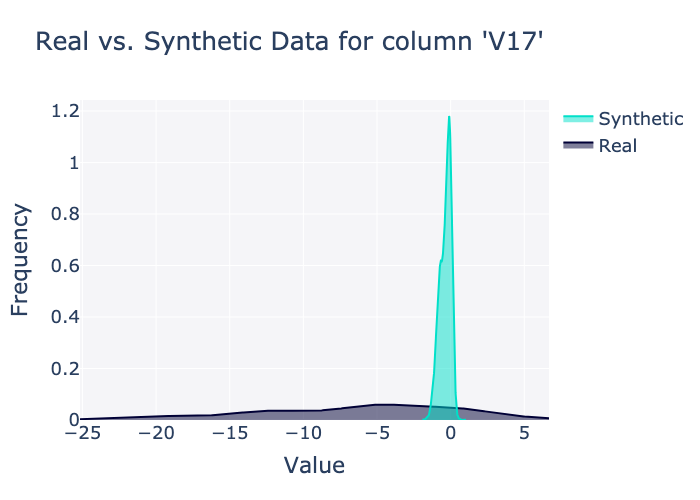 Real vs. Synthetic Data for column 'V17'
Synthetic
Real
Frequency
1.2
1
0.8
0.6
0.4
0.2
0
−25 −20 −15 −10 −5 0 5
Value